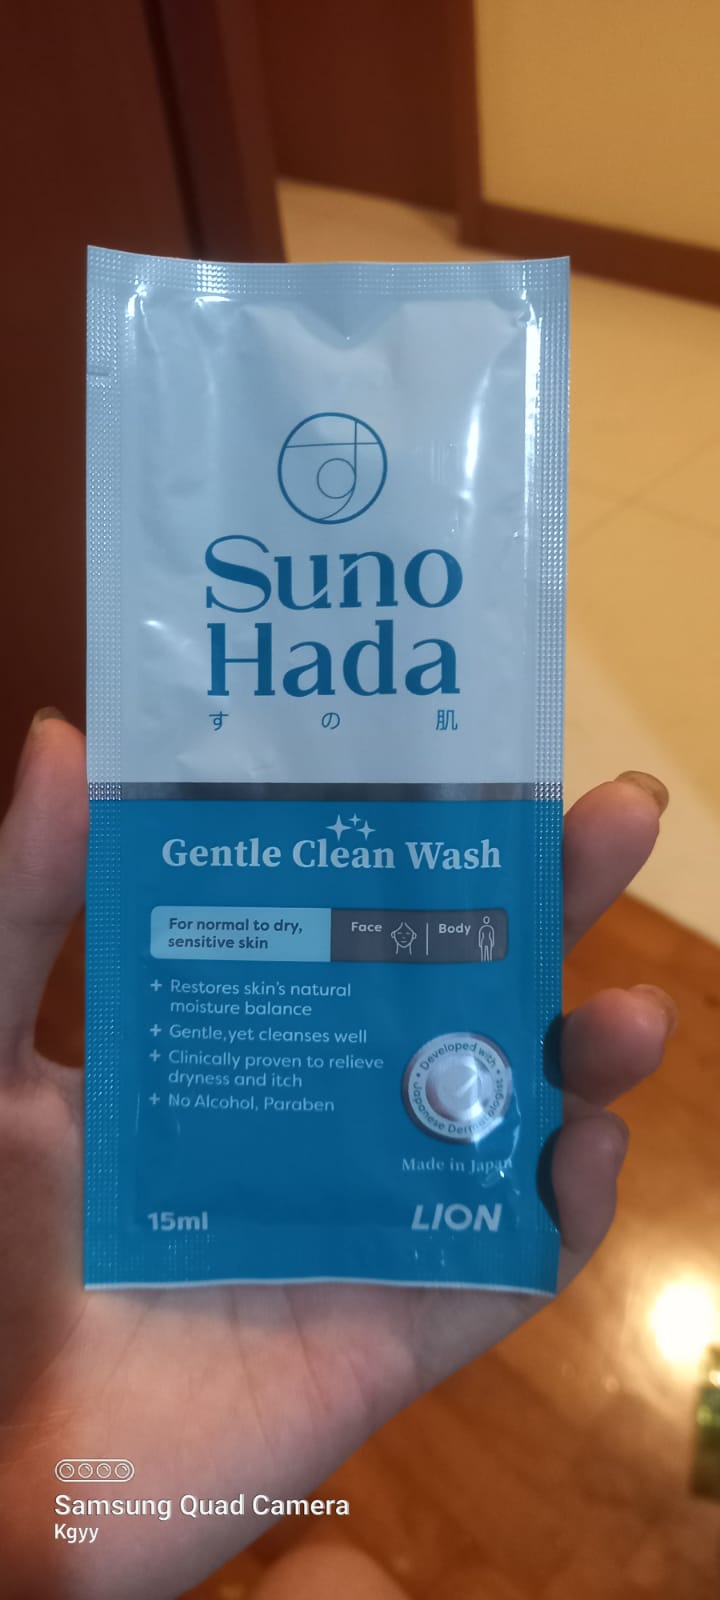 Suno
Hada
す の 肌
Gentle Clean Wash
For normal to dry,
sensitive skin
Face
Body
+ Restores skin's natural
moisture balance
+ Gentle, yet cleanses well
+ Clinically proven to relieve
dryness and itch
+ No Alcohol, Paraben
• Developed with •
Japanese Dermatologist
Made in Japan
15ml
LION
Samsung Quad Camera
Kgyy